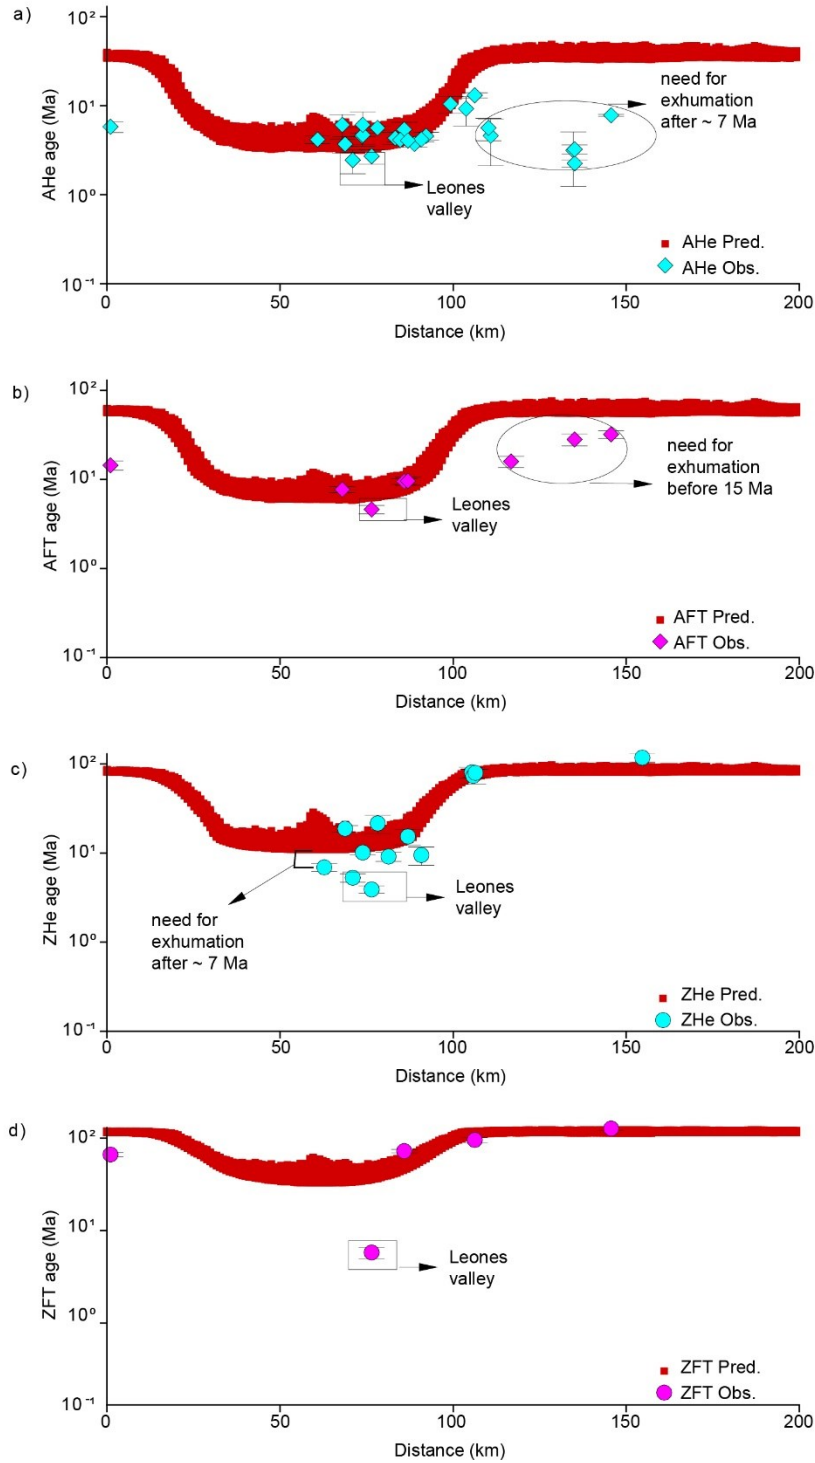 a)
10²
10¹
10⁰
10⁻¹
AHe age (Ma)
need for
exhumation
after ~ 7 Ma
Leones
valley
AHe Pred.
AHe Obs.
0 50 100 150 200
Distance (km)
b)
10²
10¹
10⁰
10⁻¹
AFT age (Ma)
need for
exhumation
before 15 Ma
Leones
valley
AFT Pred.
AFT Obs.
0 50 100 150 200
Distance (km)
c)
10²
10¹
10⁰
10⁻¹
ZHe age (Ma)
Leones
valley
need for
exhumation
after ~ 7 Ma
ZHe Pred.
ZHe Obs.
0 50 100 150 200
Distance (km)
d)
10²
10¹
10⁰
10⁻¹
ZFT age (Ma)
Leones
valley
ZFT Pred.
ZFT Obs.
0 50 100 150 200
Distance (km)